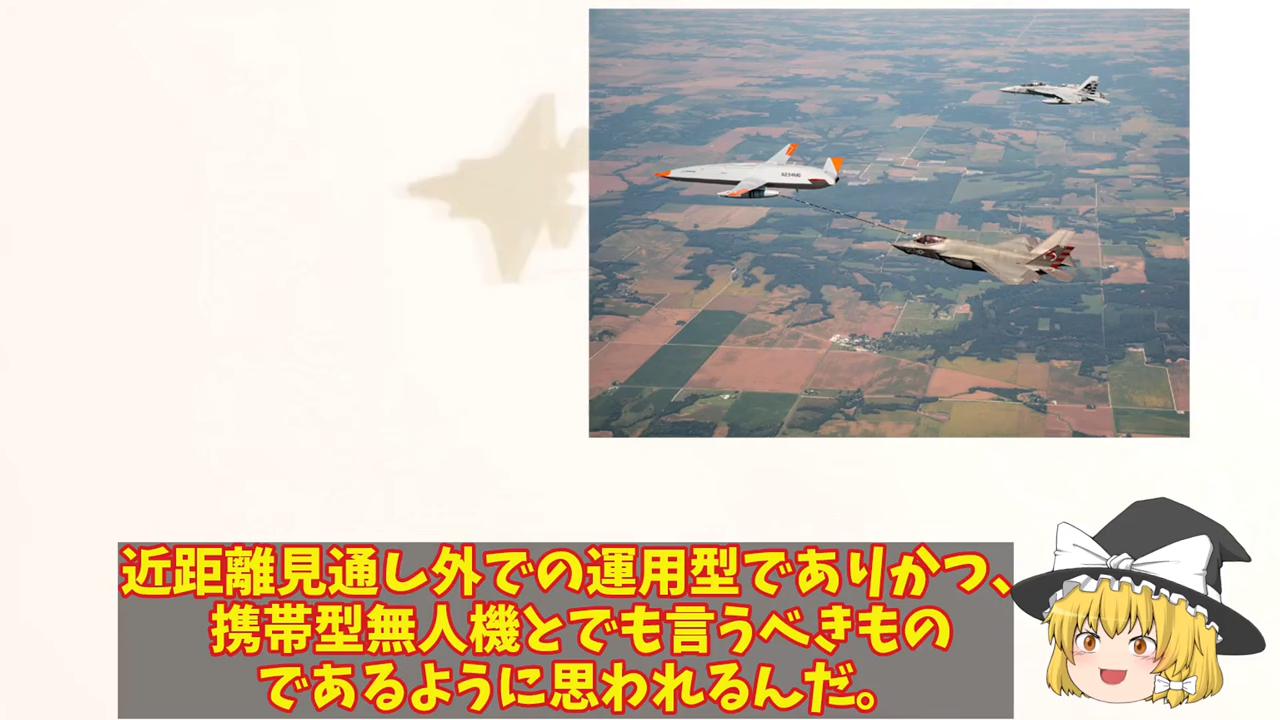 近距離見通し外での運用型でありかつ、
携帯型無人機とでも言うべきもの
であるように思われるんだ。